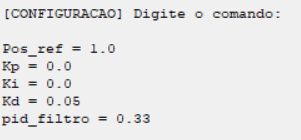 [CONFIGURACAO] Digite o comando:
Pos_ref = 1.0
Kp = 0.0
Ki = 0.0
Kd = 0.05
pid_filtro = 0.33